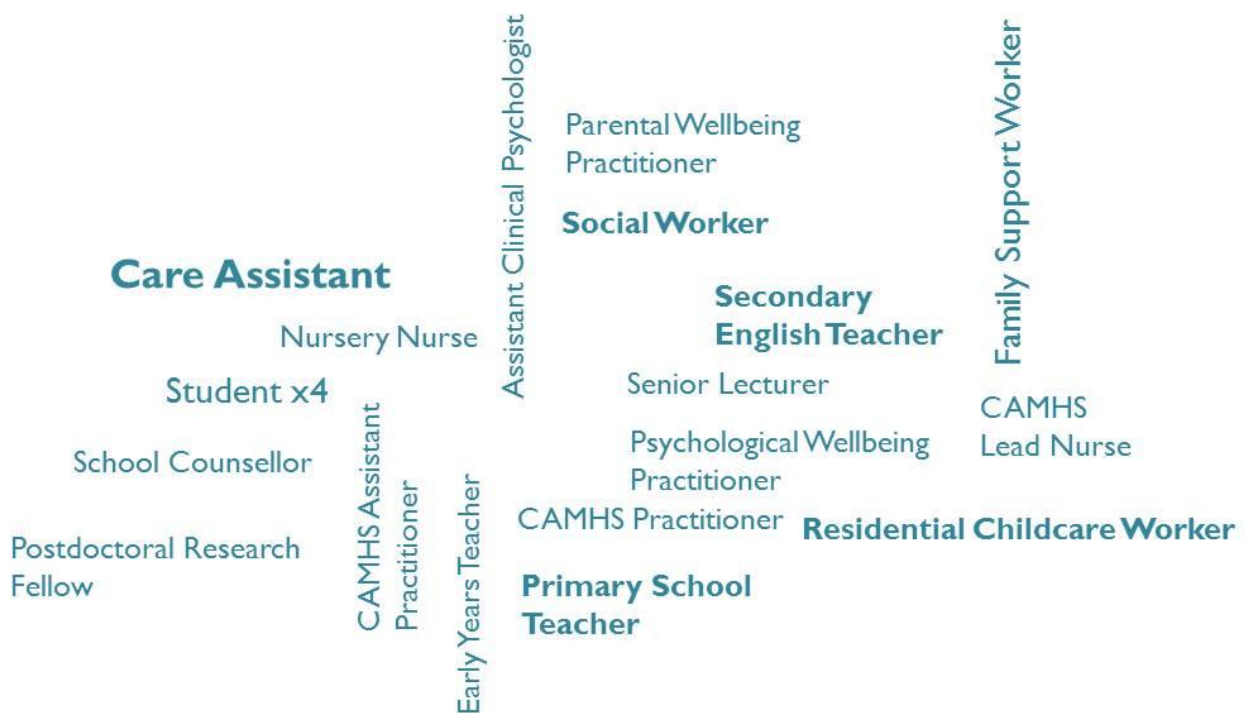 Assistant Clinical Psychologist
Parental Wellbeing
Practitioner
Family Support Worker
Social Worker
Care Assistant
Secondary
English Teacher
Nursery Nurse
Student x4
Senior Lecturer
CAMHS
Lead Nurse
School Counsellor
CAMHS Assistant
Practitioner
Psychological Wellbeing
Practitioner
Early Years Teacher
CAMHS Practitioner
Residential Childcare Worker
Postdoctoral Research
Fellow
Primary School
Teacher